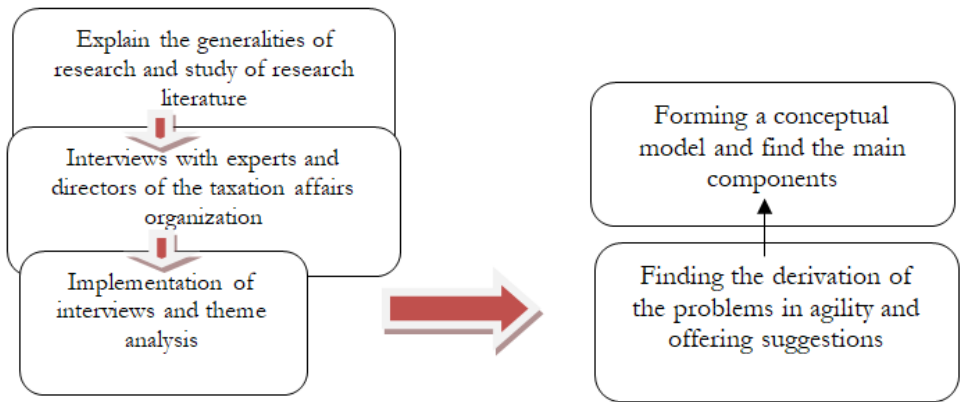 Explain the generalities of
research and study of research
literature
Interviews with experts and
directors of the taxation affairs
organization
Implementation of
interviews and theme
analysis
Forming a conceptual
model and find the main
components
Finding the derivation of
the problems in agility and
offering suggestions